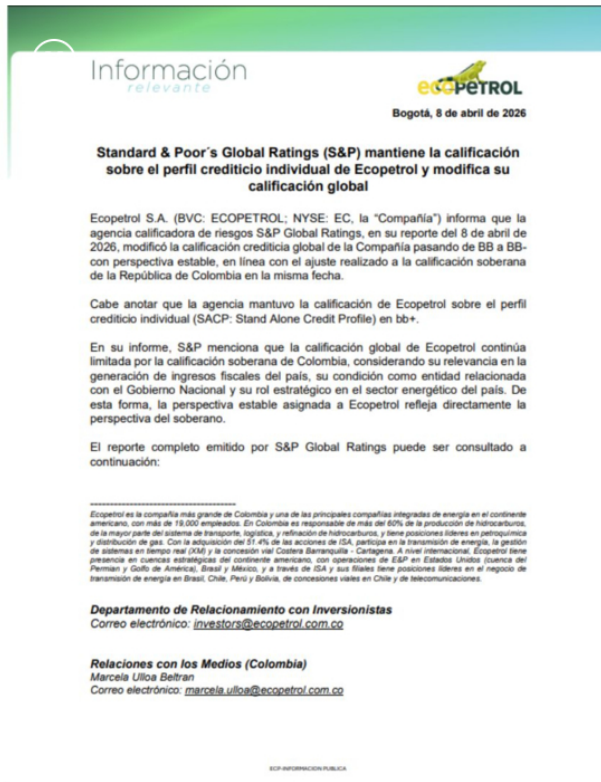 Información
relevante
ecoPETROL
Bogotá, 8 de abril de 2026
Standard & Poor´s Global Ratings (S&P) mantiene la calificación
sobre el perfil crediticio individual de Ecopetrol y modifica su
calificación global
Ecopetrol S.A. (BVC: ECOPETROL; NYSE: EC, la “Compañía”) informa que la
agencia calificadora de riesgos S&P Global Ratings, en su reporte del 8 de abril de
2026, modificó la calificación crediticia global de la Compañía pasando de BB a BB-
con perspectiva estable, en línea con el ajuste realizado a la calificación soberana
de la República de Colombia en la misma fecha.
Cabe anotar que la agencia mantuvo la calificación de Ecopetrol sobre el perfil
crediticio individual (SACP: Stand Alone Credit Profile) en bb+.
En su informe, S&P menciona que la calificación global de Ecopetrol continúa
limitada por la calificación soberana de Colombia, considerando su relevancia en la
generación de ingresos fiscales del país, su condición como entidad relacionada
con el Gobierno Nacional y su rol estratégico en el sector energético del país. De
esta forma, la perspectiva estable asignada a Ecopetrol refleja directamente la
perspectiva del soberano.
El reporte completo emitido por S&P Global Ratings puede ser consultado a
continuación:
Ecopetrol es la compañía más grande de Colombia y una de las principales compañías integradas de energía en el continente
americano, con más de 19,000 empleados. En Colombia es responsable de más del 60% de la producción de hidrocarburos,
de la mayor parte del sistema de transporte, logística, y refinación de hidrocarburos, y tiene posiciones líderes en petroquímica
y distribución de gas. Con la adquisición del 51.4% de las acciones de ISA, participa en la transmisión de energía, la gestión
de sistemas en tiempo real (XM) y la concesión vial Costera Barranquilla - Cartagena. A nivel internacional, Ecopetrol tiene
presencia en cuencas estratégicas del continente americano, con operaciones de E&P en Estados Unidos (cuenca del
Permian y Golfo de América), Brasil y México, y a través de ISA y sus filiales tiene posiciones líderes en el negocio de
transmisión de energía en Brasil, Chile, Perú y Bolivia, de concesiones viales en Chile y de telecomunicaciones.
Departamento de Relacionamiento con Inversionistas
Correo electrónico: investors@ecopetrol.com.co
Relaciones con los Medios (Colombia)
Marcela Ulloa Beltran
Correo electrónico: marcela.ulloa@ecopetrol.com.co
ECP-INFORMACION PUBLICA